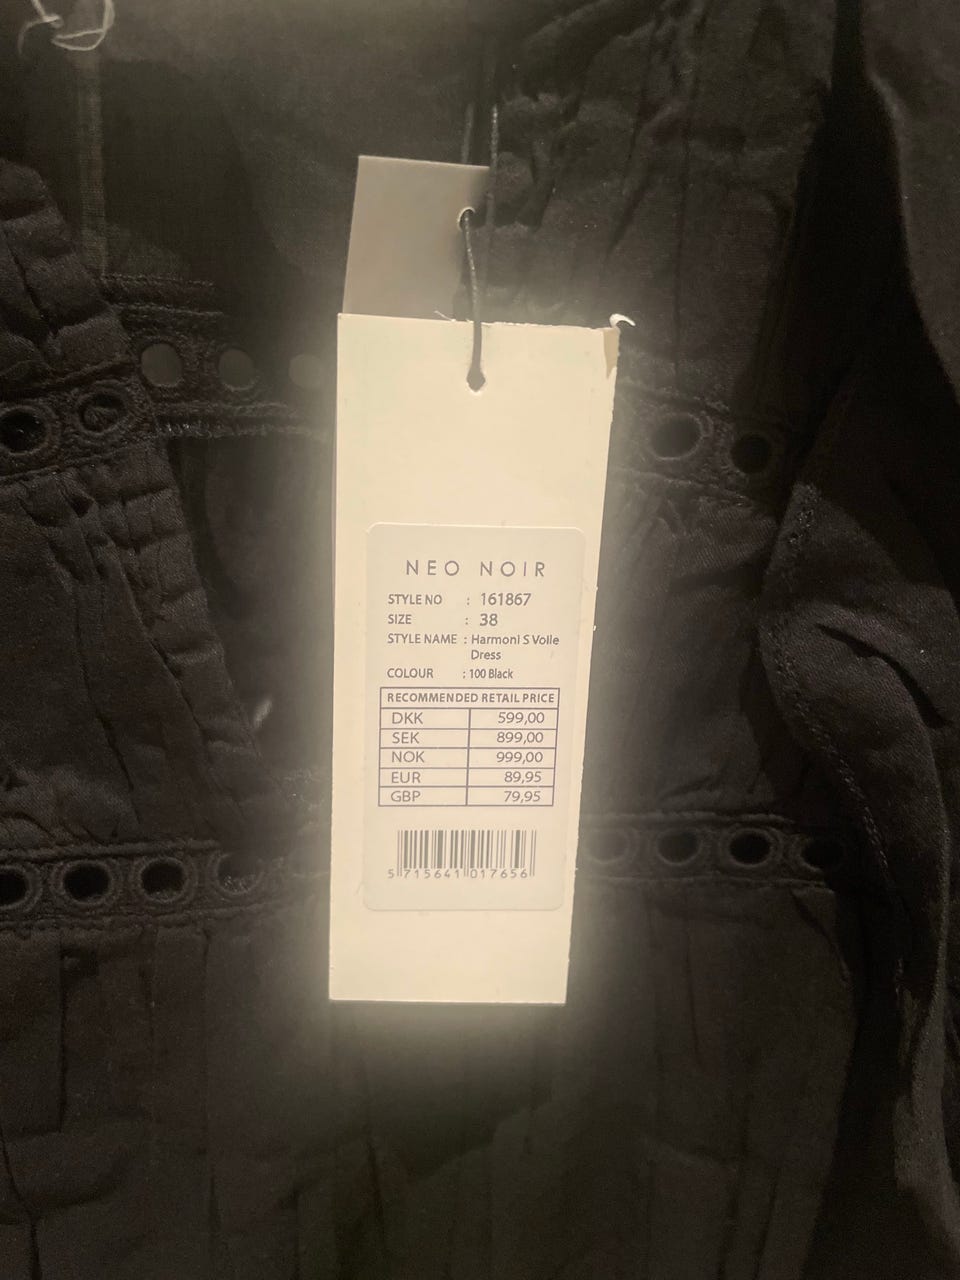 NEO NOIR
STYLE NO : 161867
SIZE : 38
STYLE NAME : Harmoni S Voile
Dress
COLOUR : 100 Black
RECOMMENDED RETAIL PRICE
DKK 599,00
SEK 899,00
NOK 999,00
EUR 89,95
GBP 79,95
5 715641 017656